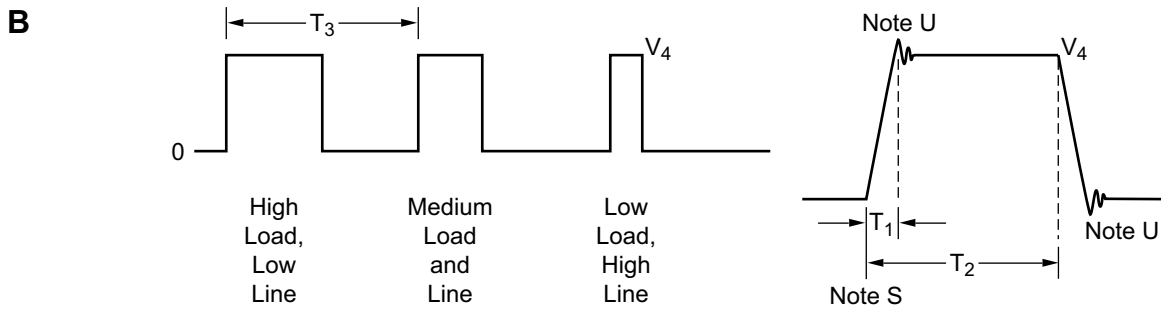 B
T3
V4
0
High
Load,
Low
Line
Medium
Load
and
Line
Low
Load,
High
Line
Note U
V4
T1
Note U
T2
Note S